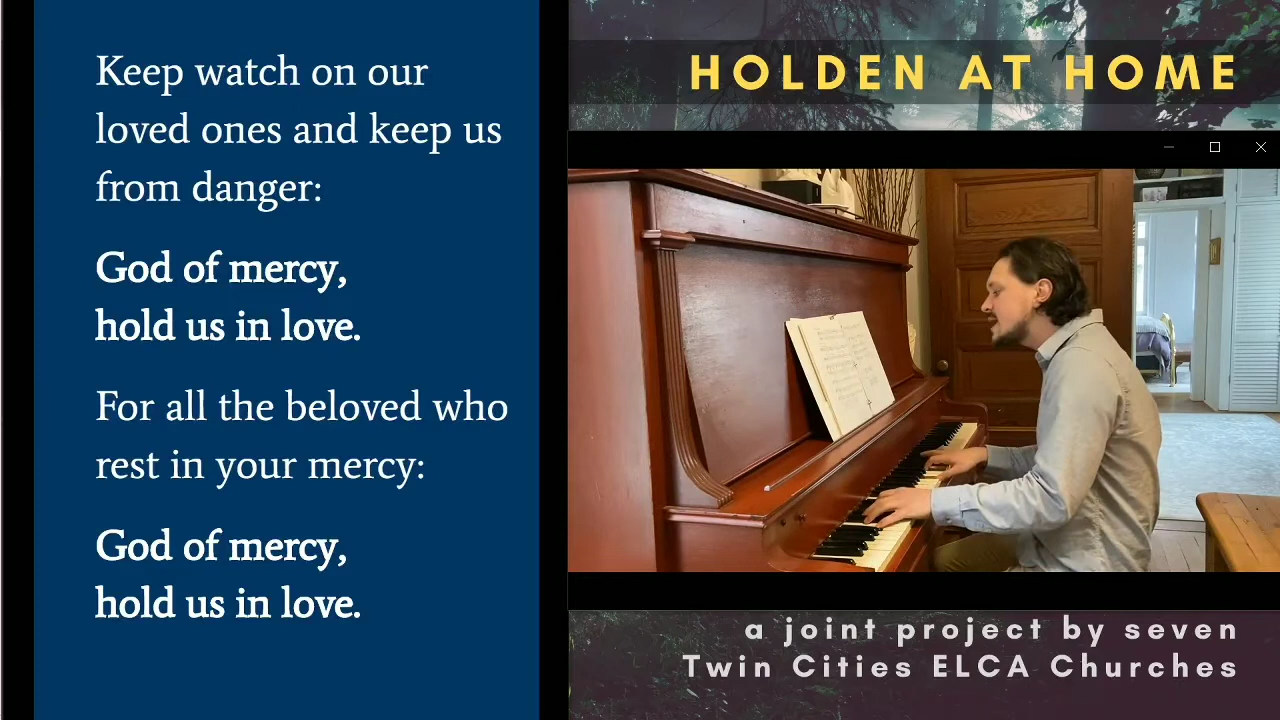 Keep watch on our
loved ones and keep us
from danger:
God of mercy,
hold us in love.
For all the beloved who
rest in your mercy:
God of mercy,
hold us in love.
HOLDEN AT HOME
a joint project by seven
Twin Cities ELCA Churches